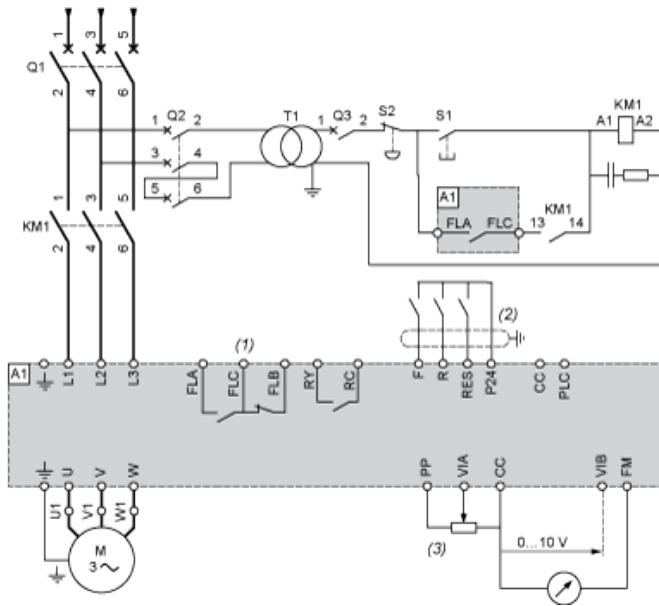 1 3 5
Q1
2 4 6
1 Q2 2
3 4
5 6
T1
1 Q3 2
S2
S1
KM1
A1 A2
A1
FLA FLC
13 KM1 14
1 3 5
KM1
2 4 6
(1)
(2)
A1
L1 L2 L3
FLA FLC FLB RY RC
F R RES P24 CC PLC
U V W
PP VIA CC VIB FM
U1 V1 W1
M
3
(3)
0...10 V